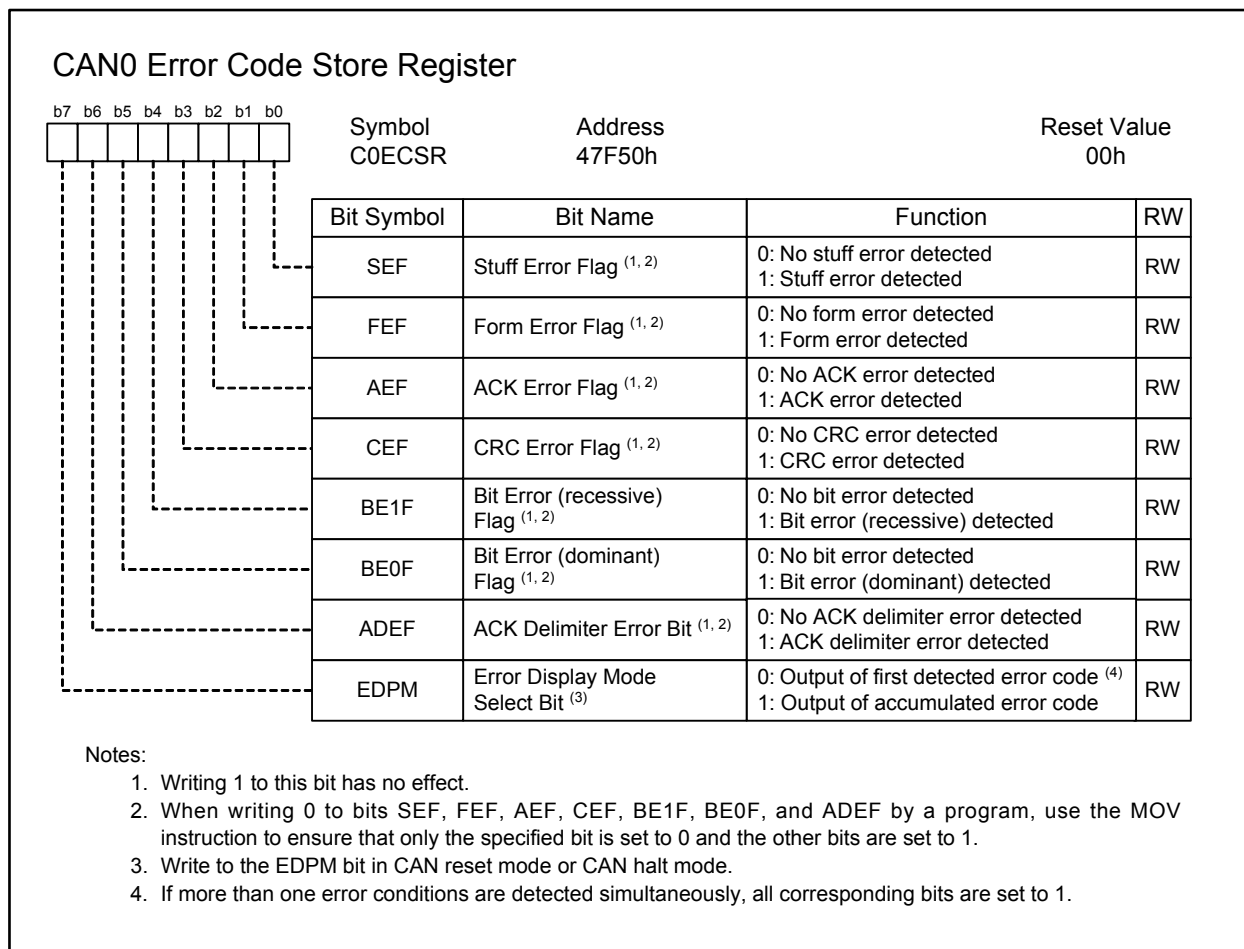 CAN0 Error Code Store Register
b7 b6 b5 b4 b3 b2 b1 b0
Symbol Address Reset Value
C0ECSR 47F50h 00h
Bit Symbol Bit Name Function RW
SEF Stuff Error Flag (1, 2) 0: No stuff error detected RW
1: Stuff error detected
FEF Form Error Flag (1, 2) 0: No form error detected RW
1: Form error detected
AEF ACK Error Flag (1, 2) 0: No ACK error detected RW
1: ACK error detected
CEF CRC Error Flag (1, 2) 0: No CRC error detected RW
1: CRC error detected
BE1F Bit Error (recessive) 0: No bit error detected RW
Flag (1, 2) 1: Bit error (recessive) detected
BE0F Bit Error (dominant) 0: No bit error detected RW
Flag (1, 2) 1: Bit error (dominant) detected
ADEF ACK Delimiter Error Bit (1, 2) 0: No ACK delimiter error detected RW
1: ACK delimiter error detected
EDPM Error Display Mode 0: Output of first detected error code (4) RW
Select Bit (3) 1: Output of accumulated error code
Notes:
1. Writing 1 to this bit has no effect.
2. When writing 0 to bits SEF, FEF, AEF, CEF, BE1F, BE0F, and ADEF by a program, use the MOV
instruction to ensure that only the specified bit is set to 0 and the other bits are set to 1.
3. Write to the EDPM bit in CAN reset mode or CAN halt mode.
4. If more than one error conditions are detected simultaneously, all corresponding bits are set to 1.